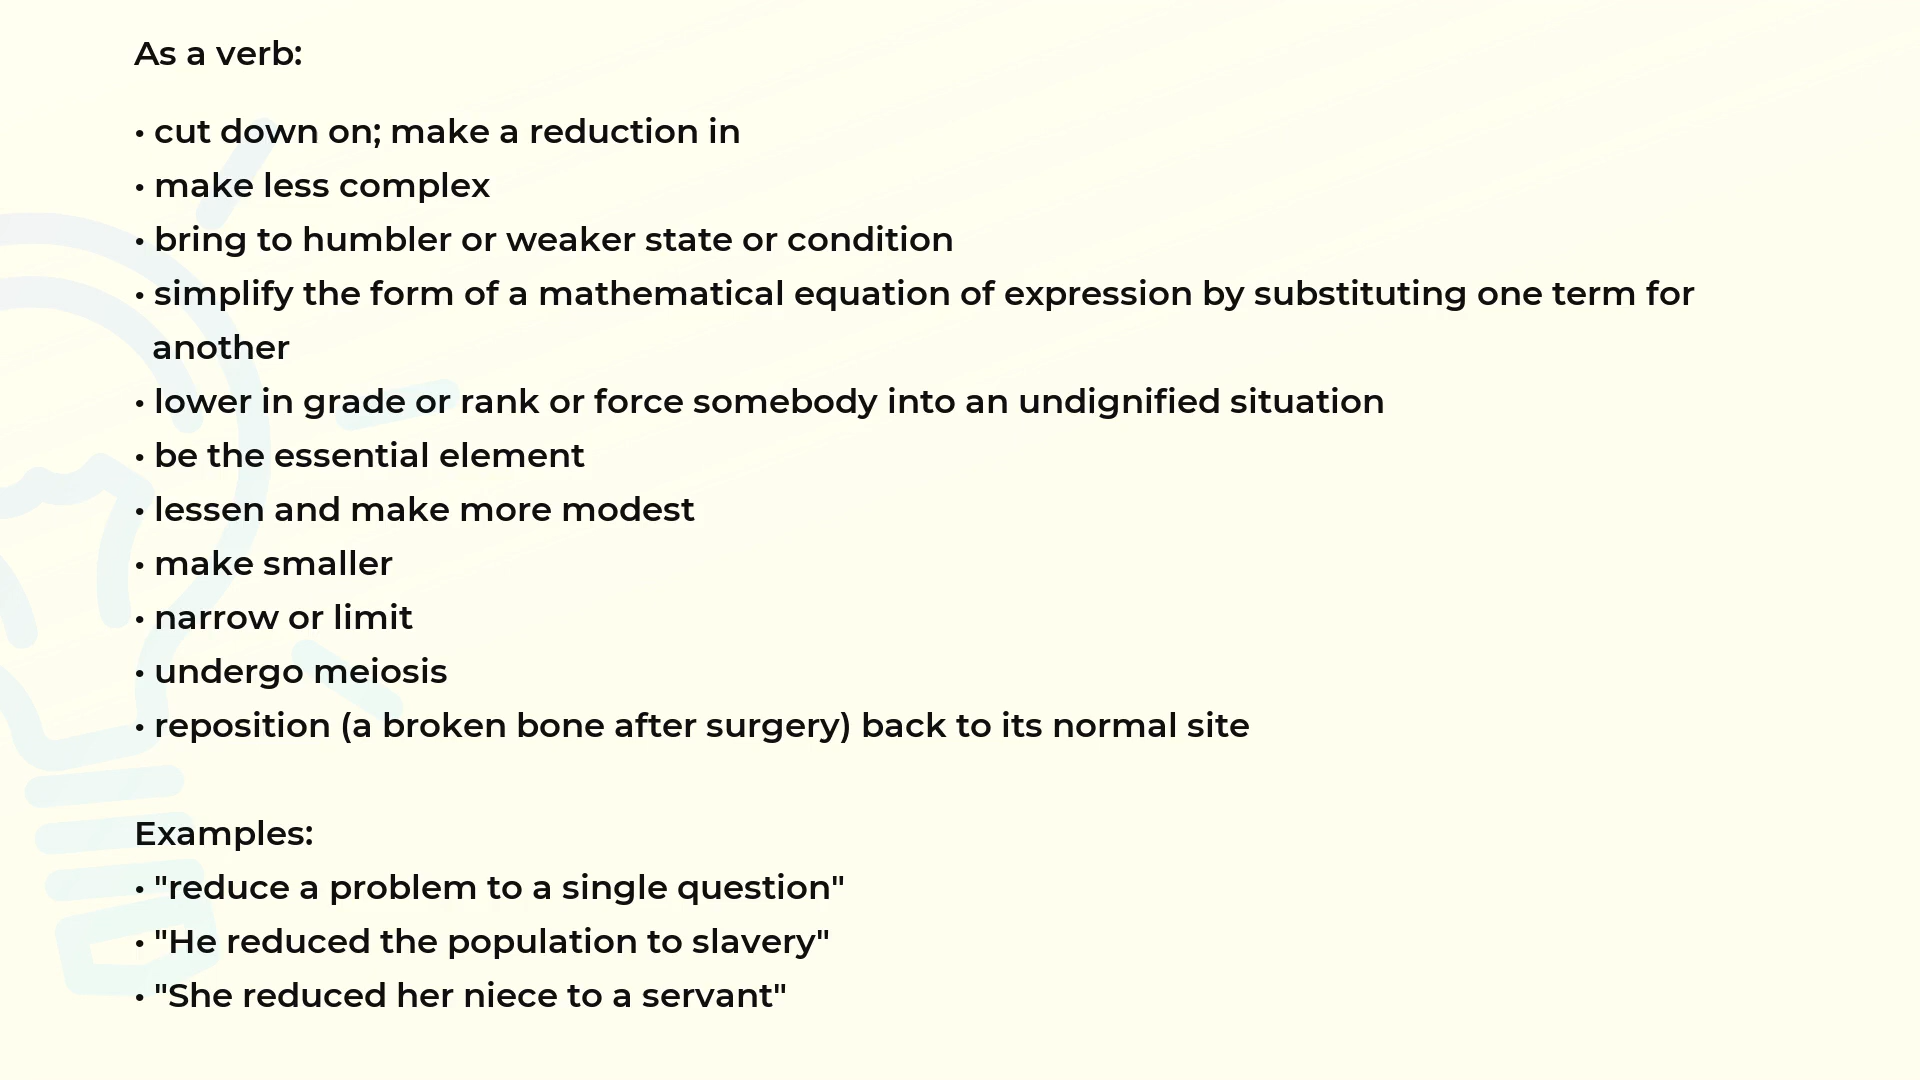 As a verb:
• cut down on; make a reduction in
• make less complex
• bring to humbler or weaker state or condition
• simplify the form of a mathematical equation of expression by substituting one term for
another
• lower in grade or rank or force somebody into an undignified situation
• be the essential element
• lessen and make more modest
• make smaller
• narrow or limit
• undergo meiosis
• reposition (a broken bone after surgery) back to its normal site
Examples:
• "reduce a problem to a single question"
• "He reduced the population to slavery"
• "She reduced her niece to a servant"